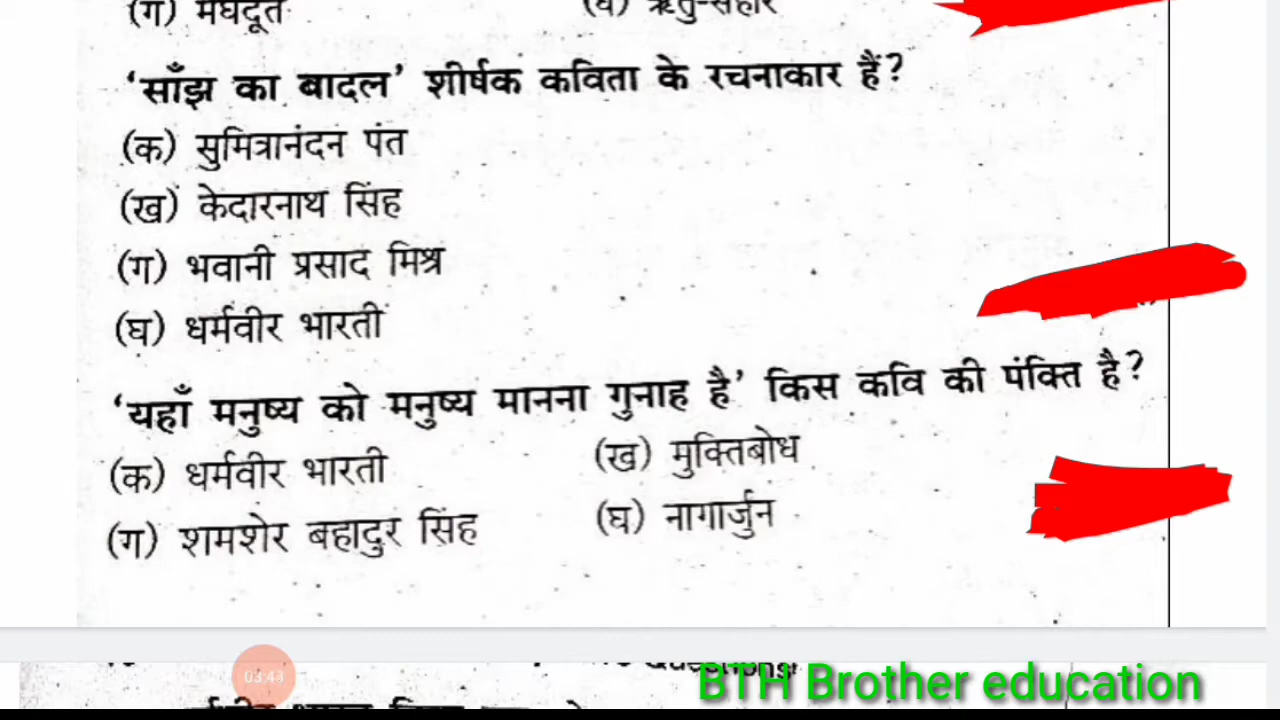 (ग) मेघदूत (घ) ऋतु-संहार
‘साँझ का बादल’ शीर्षक कविता के रचनाकार हैं?
(क) सुमित्रानंदन पंत
(ख) केदारनाथ सिंह
(ग) भवानी प्रसाद मिश्र
(घ) धर्मवीर भारती
‘यहाँ मनुष्य को मनुष्य मानना गुनाह है’ किस कवि की पंक्ति है?
(क) धर्मवीर भारती (ख) मुक्तिबोध
(ग) शमशेर बहादुर सिंह (घ) नागार्जुन
03:44
BTH Brother education